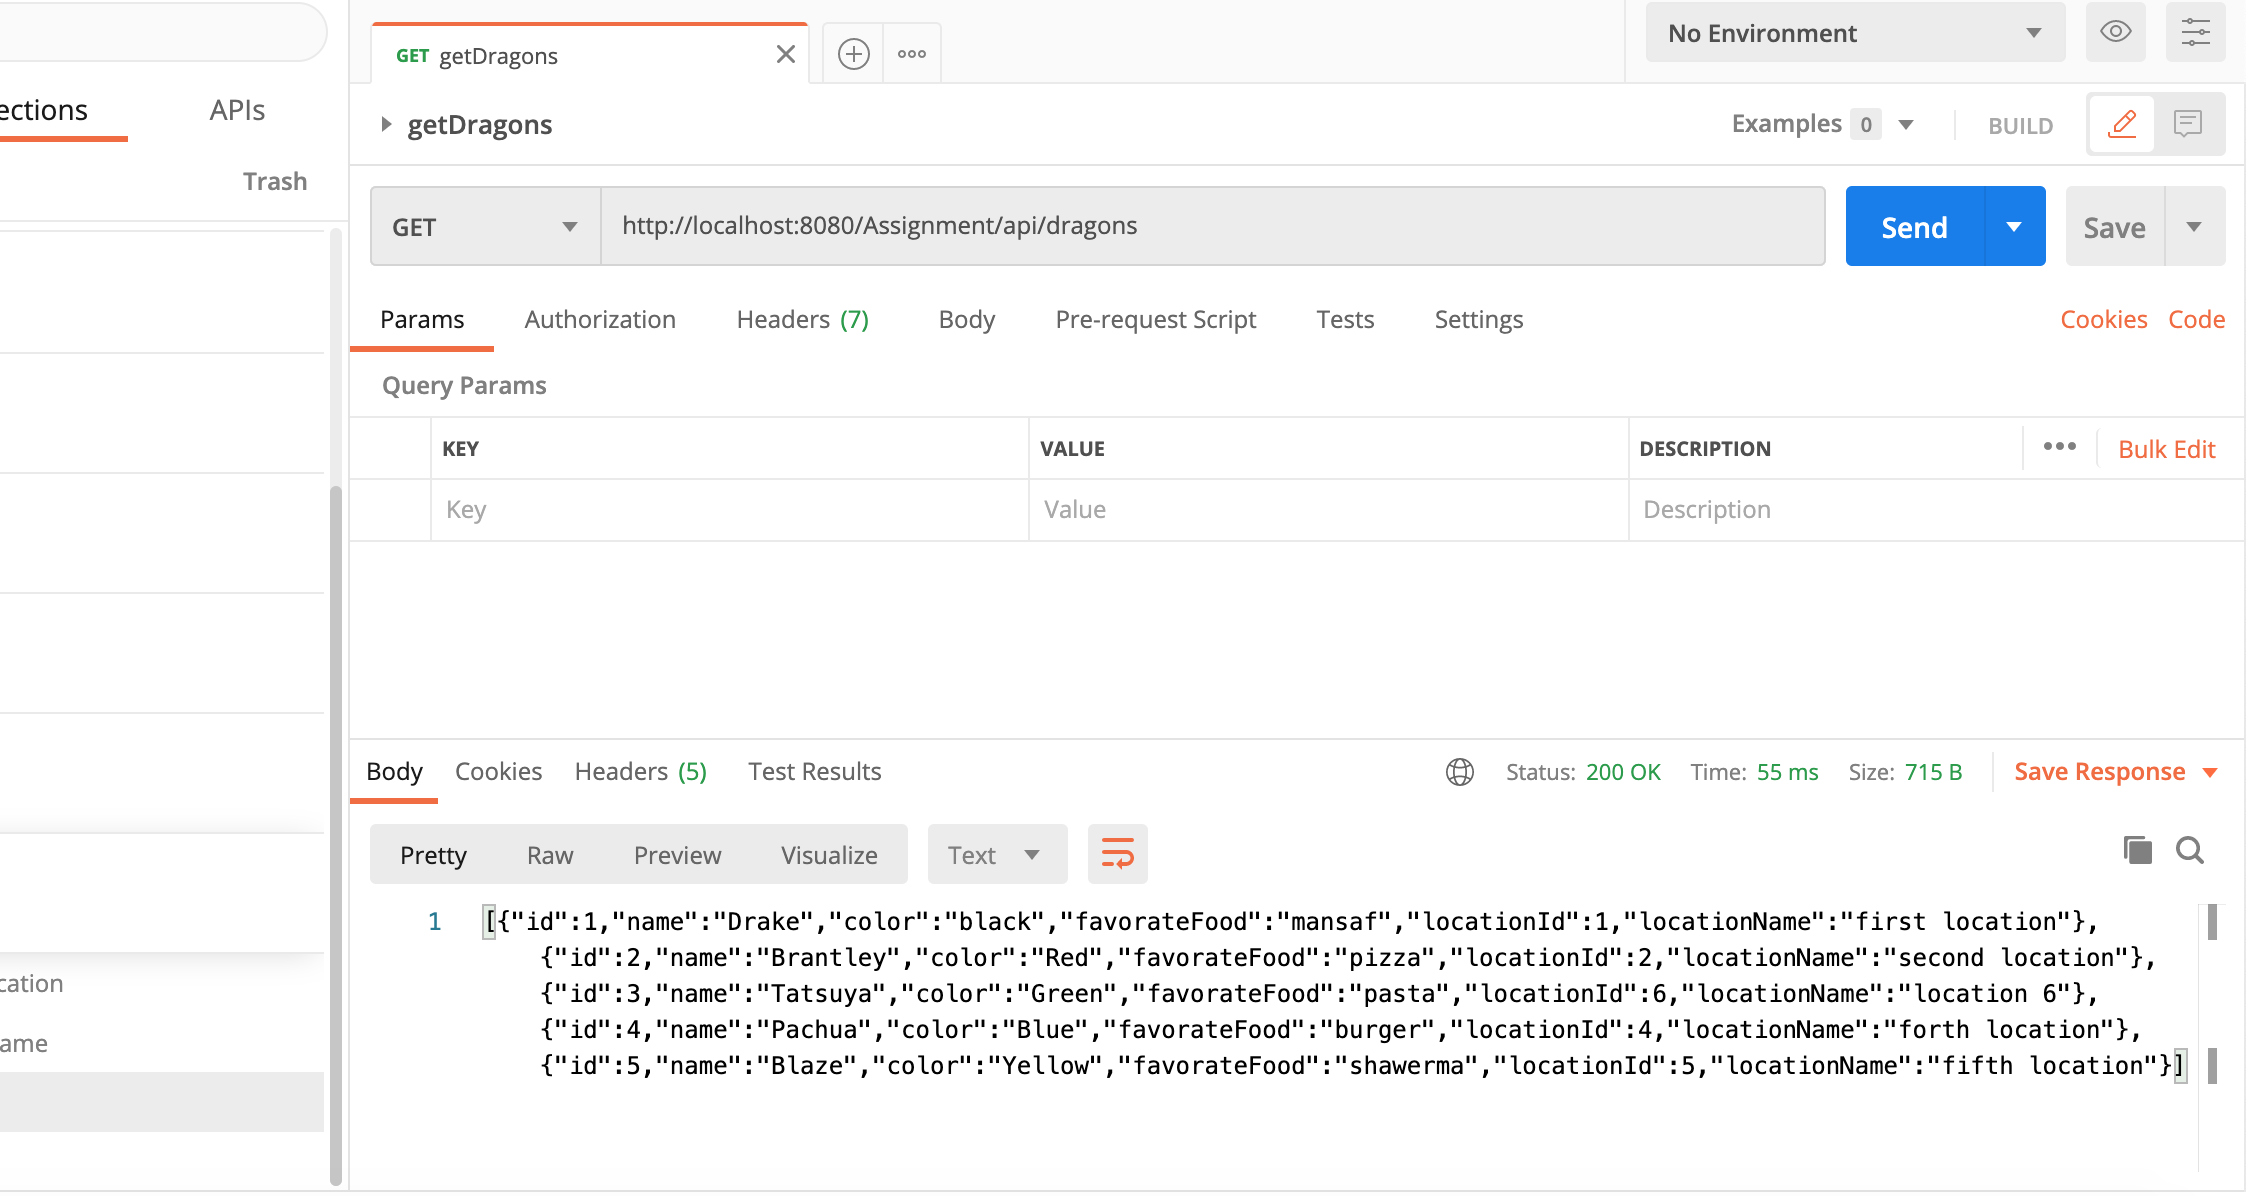 GET getDragons
No Environment
ections APIs
getDragons
Examples 0
BUILD
Trash
GET
http://localhost:8080/Assignment/api/dragons
Send
Save
Params Authorization Headers (7) Body Pre-request Script Tests Settings
Cookies Code
Query Params
KEY VALUE DESCRIPTION
Bulk Edit
Key Value Description
Body Cookies Headers (5) Test Results
Status: 200 OK Time: 55 ms Size: 715 B
Save Response
Pretty Raw Preview Visualize
Text
1 [{"id":1,"name":"Drake","color":"black","favorateFood":"mansaf","locationId":1,"locationName":"first location"},
{"id":2,"name":"Brantley","color":"Red","favorateFood":"pizza","locationId":2,"locationName":"second location"},
{"id":3,"name":"Tatsuya","color":"Green","favorateFood":"pasta","locationId":6,"locationName":"location 6"},
{"id":4,"name":"Pachua","color":"Blue","favorateFood":"burger","locationId":4,"locationName":"forth location"},
{"id":5,"name":"Blaze","color":"Yellow","favorateFood":"shawerma","locationId":5,"locationName":"fifth location"}]
cation
ame